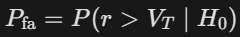 P_fa = P(r > V_T | H_0)